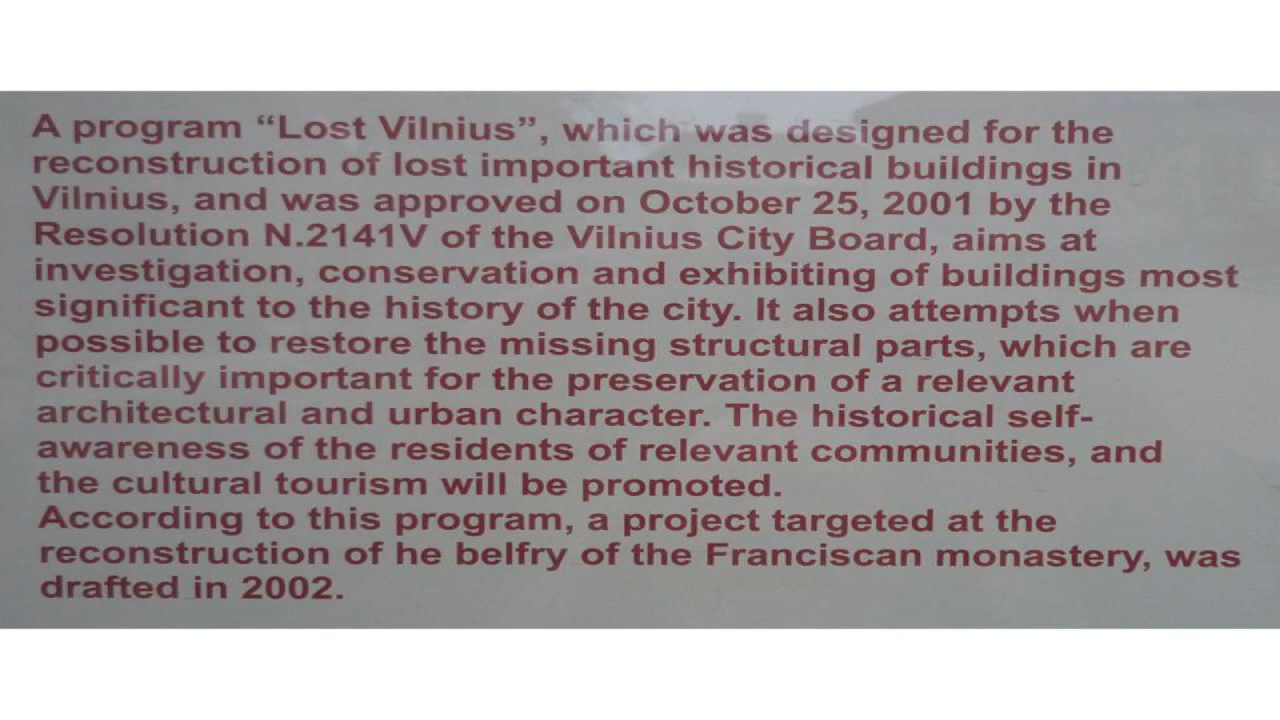 A program “Lost Vilnius”, which was designed for the
reconstruction of lost important historical buildings in
Vilnius, and was approved on October 25, 2001 by the
Resolution N.2141V of the Vilnius City Board, aims at
investigation, conservation and exhibiting of buildings most
significant to the history of the city. It also attempts when
possible to restore the missing structural parts, which are
critically important for the preservation of a relevant
architectural and urban character. The historical self-
awareness of the residents of relevant communities, and
the cultural tourism will be promoted.
According to this program, a project targeted at the
reconstruction of he belfry of the Franciscan monastery, was
drafted in 2002.